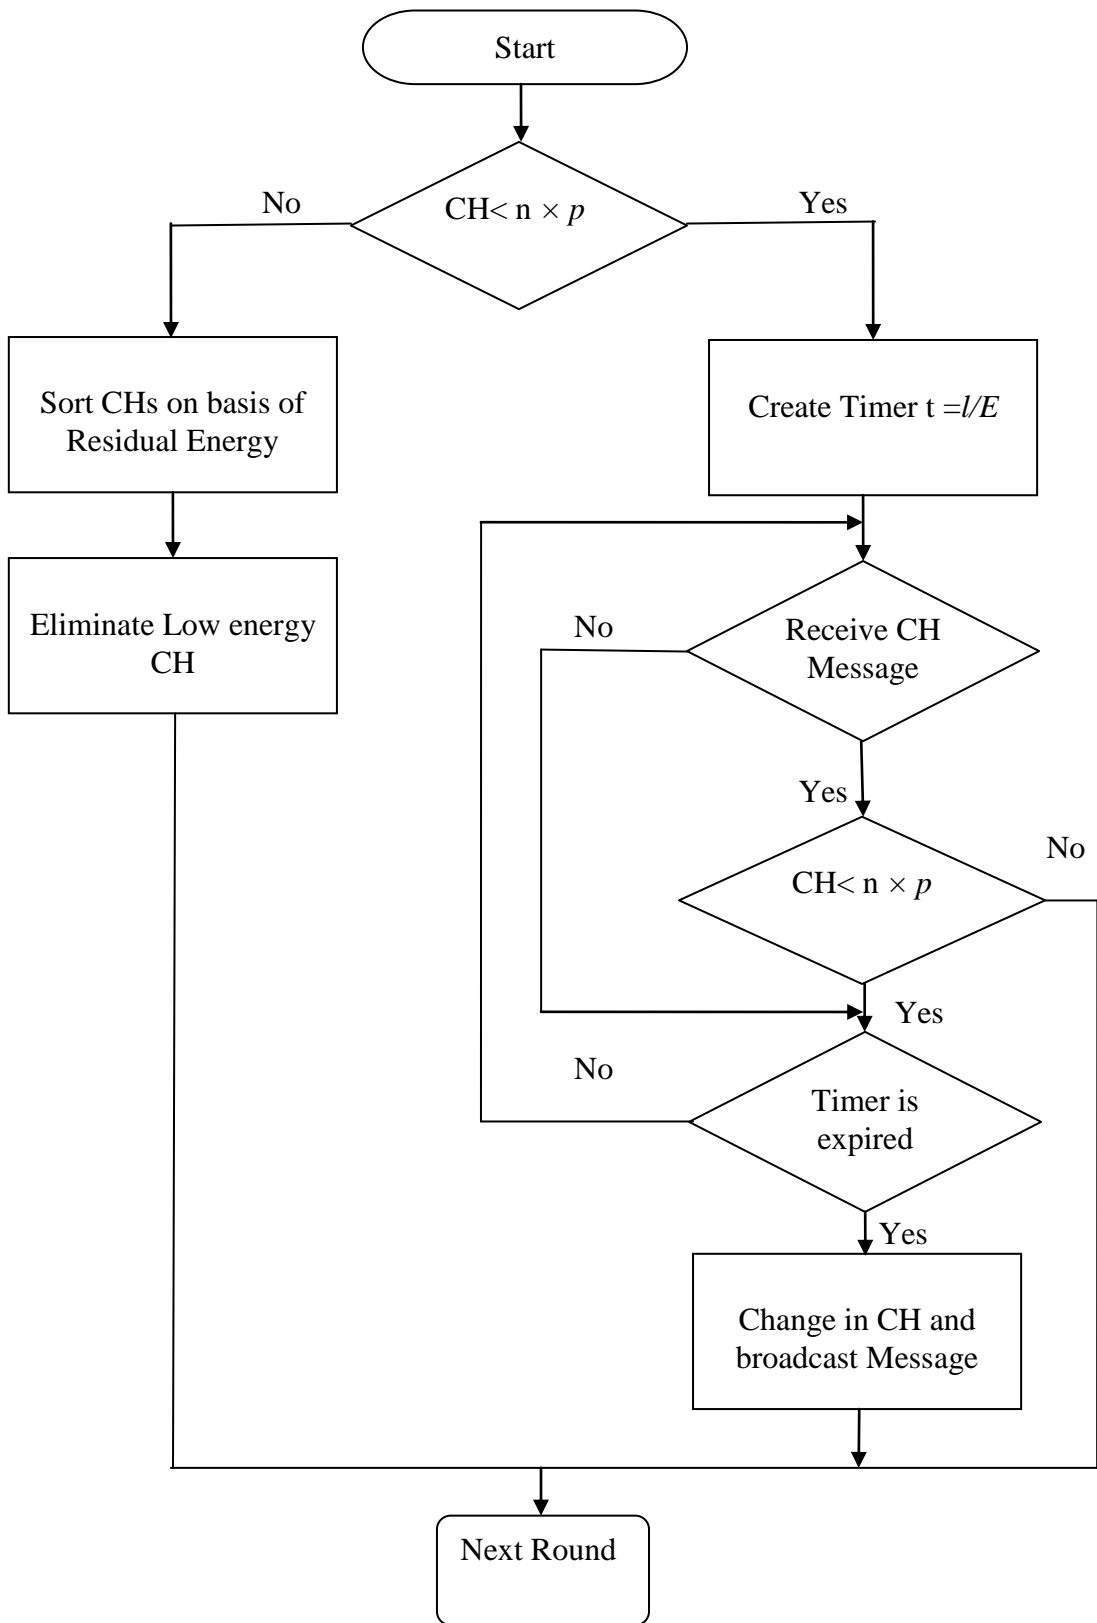 Start
No
CH< n × p
Yes
Sort CHs on basis of
Residual Energy
Create Timer t =l/E
Eliminate Low energy
CH
No
Receive CH
Message
Yes
No
CH< n × p
Yes
No
Timer is
expired
Yes
Change in CH and
broadcast Message
Next Round